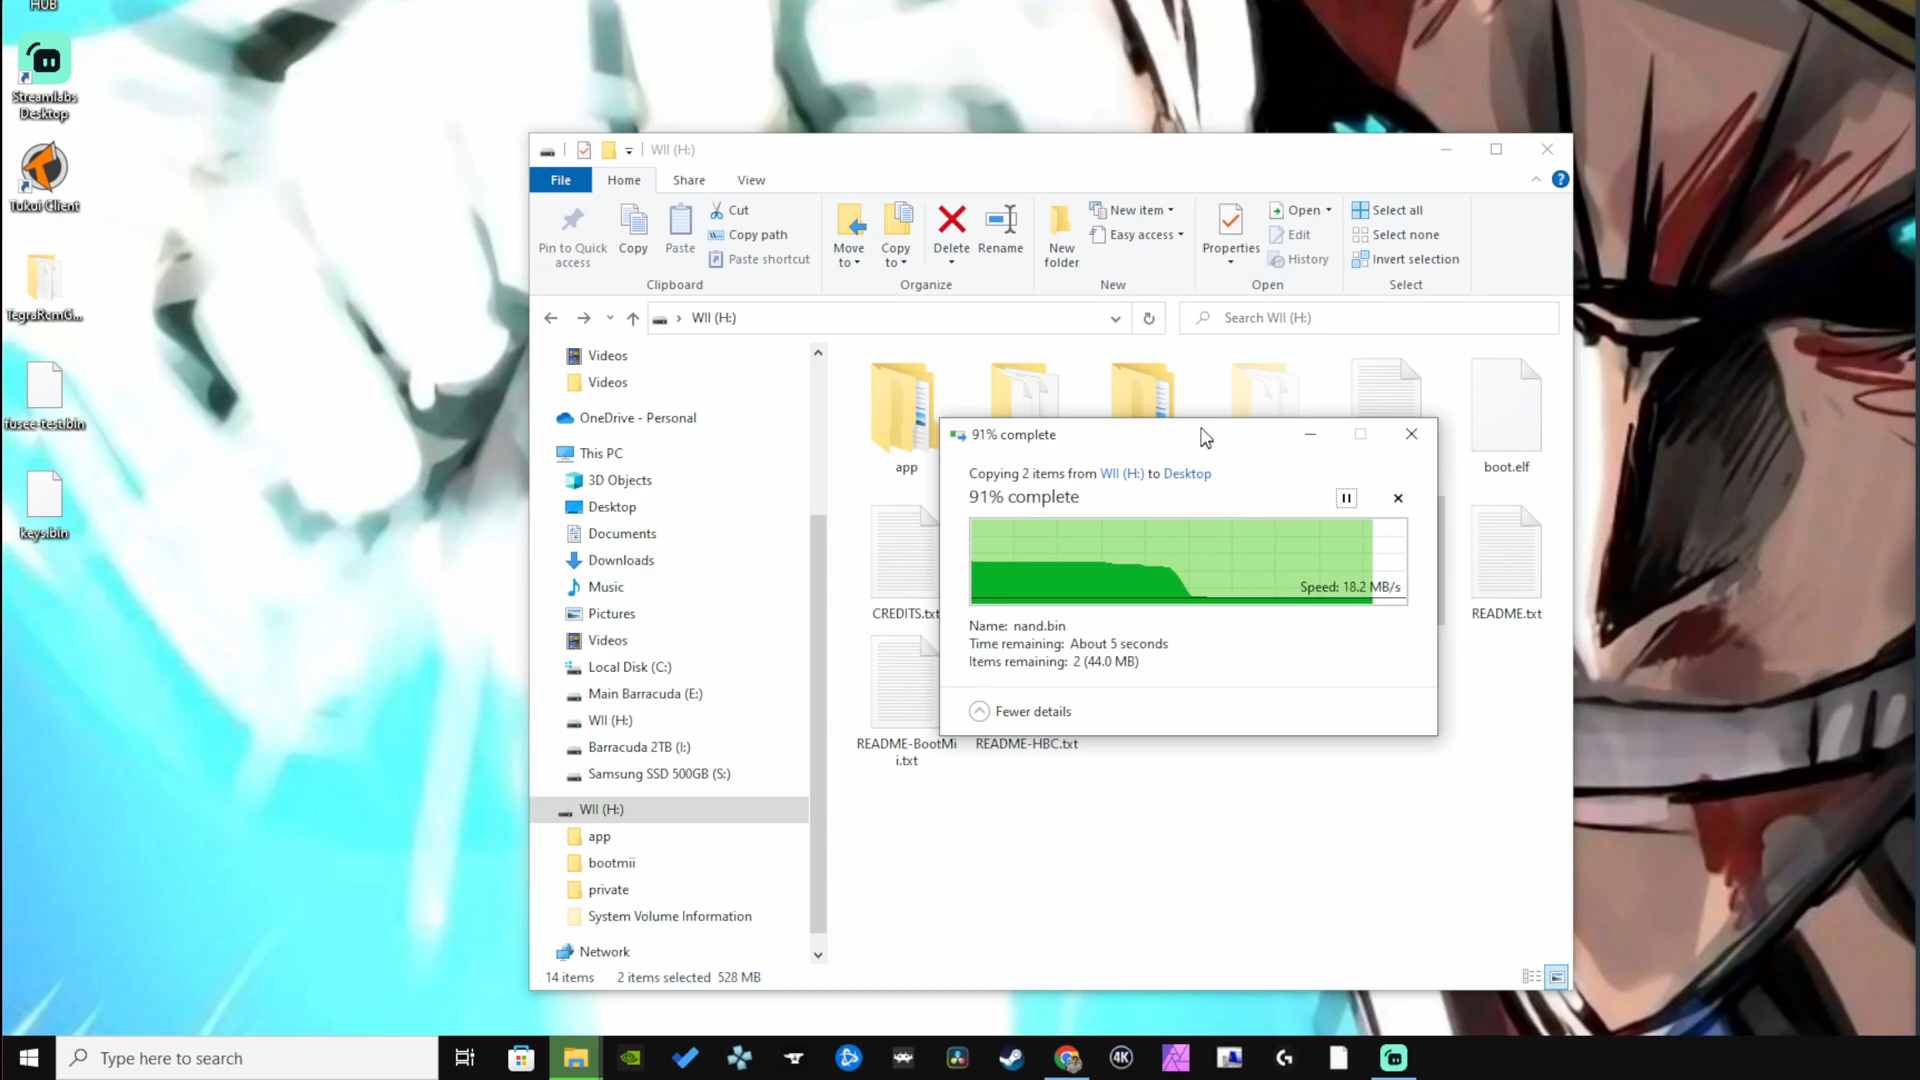 HUB
Streamlabs
Desktop
Tukui Client
TegraRcmG...
fusee-test.bin
keys.bin
WII (H:)
File
Home
Share
View
Pin to Quick
access
Copy
Paste
Cut
Copy path
Paste shortcut
Clipboard
Move
to
Copy
to
Delete
Rename
Organize
New
folder
New item
Easy access
New
Properties
Open
Edit
History
Open
Select all
Select none
Invert selection
Select
WII (H:)
Search WII (H:)
Videos
Videos
OneDrive - Personal
This PC
3D Objects
Desktop
Documents
Downloads
Music
Pictures
Videos
Local Disk (C:)
Main Barracuda (E:)
WII (H:)
Barracuda 2TB (I:)
Samsung SSD 500GB (S:)
WII (H:)
app
bootmii
private
System Volume Information
Network
app
boot.elf
CREDITS.txt
README.txt
README-BootMi
i.txt
README-HBC.txt
91% complete
Copying 2 items from WII (H:) to Desktop
91% complete
Speed: 18.2 MB/s
Name: nand.bin
Time remaining: About 5 seconds
Items remaining: 2 (44.0 MB)
Fewer details
14 items
2 items selected 528 MB
Type here to search
4K